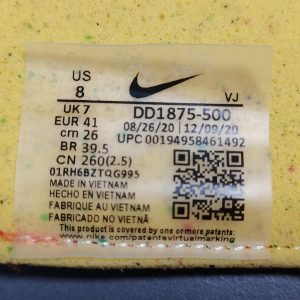 US
8
VJ
UK 7
DD1875-500
EUR 41
08/26/20 12/09/20
cm 26
UPC 00194958461492
BR 39.5
CN 260(2.5)
01RH6BZTQG995
MADE IN VIETNAM
HECHO EN VIETNAM
FABRIQUE AU VIETNAM
FABRICADO NO VIETNÃ
This product is covered by one or more
www.nike.com/patentsvirtualmarking